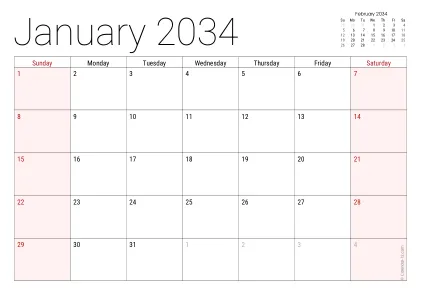 January 2034
February 2034
Su Mo Tu We Th Fr Sa
1 2 3 4
5 6 7 8 9 10 11
12 13 14 15 16 17 18
19 20 21 22 23 24 25
26 27 28
Sunday Monday Tuesday Wednesday Thursday Friday Saturday
1 2 3 4 5 6 7
8 9 10 11 12 13 14
15 16 17 18 19 20 21
22 23 24 25 26 27 28
29 30 31 1 2 3 4
© Calendar-12.com